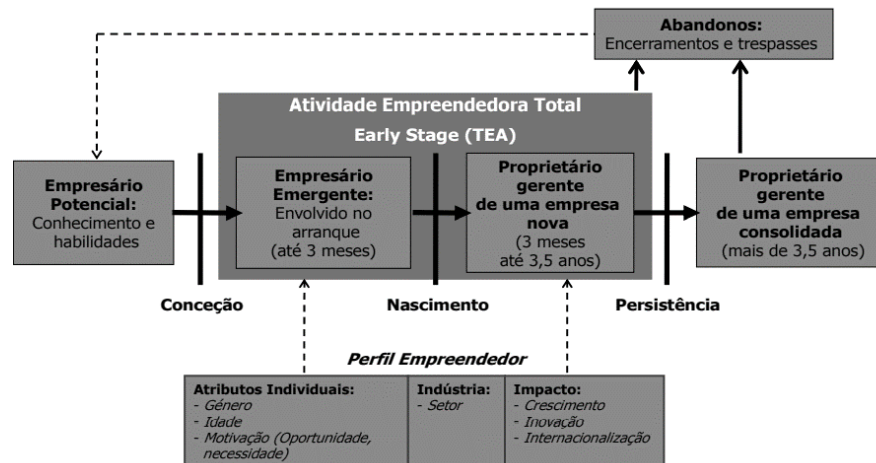 Abandonos:
Encerramentos e trespasses
Atividade Empreendedora Total
Early Stage (TEA)
Empresário
Potencial:
Conhecimento e
habilidades
Empresário
Emergente:
Envolvido no
arranque
(até 3 meses)
Proprietário
gerente
de uma empresa
nova
(3 meses
até 3,5 anos)
Proprietário
gerente
de uma empresa
consolidada
(mais de 3,5 anos)
Conceção
Nascimento
Persistência
Perfil Empreendedor
Atributos Individuais:
- Género
- Idade
- Motivação (Oportunidade,
necessidade)
Indústria:
- Setor
Impacto:
- Crescimento
- Inovação
- Internacionalização